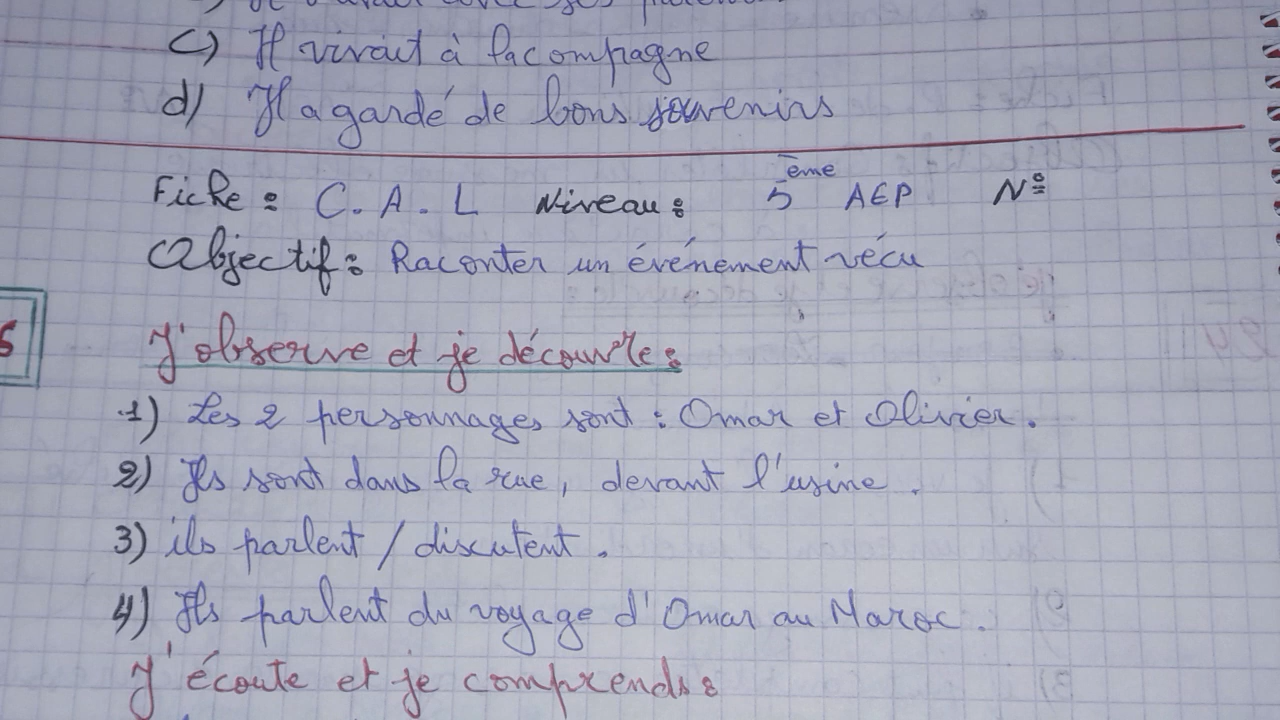 c) Il vivait à la compagne
d) Il a gardé de bons souvenirs
Fiche : C.A.L Niveau : 5ème AEP N°
Objectif : Raconter un événement vécu
J'observe et je découvres :
1) Les 2 personnages sont : Omar et Olivier.
2) Ils sont dans la rue, devant l'usine.
3) ils parlent / discutent.
4) Ils parlent du voyage d'Omar au Maroc.
J'écoute et je comprends :